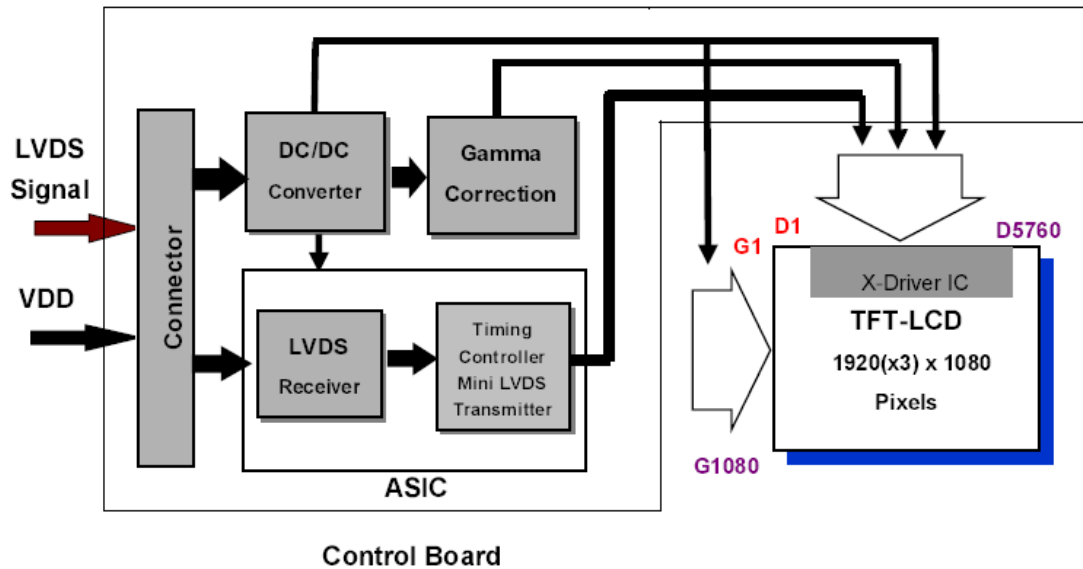 LVDS
Signal
VDD
Connector
DC/DC
Converter
Gamma
Correction
LVDS
Receiver
Timing
Controller
Mini LVDS
Transmitter
ASIC
Control Board
G1
D1
D5760
X-Driver IC
TFT-LCD
1920(x3) x 1080
Pixels
G1080